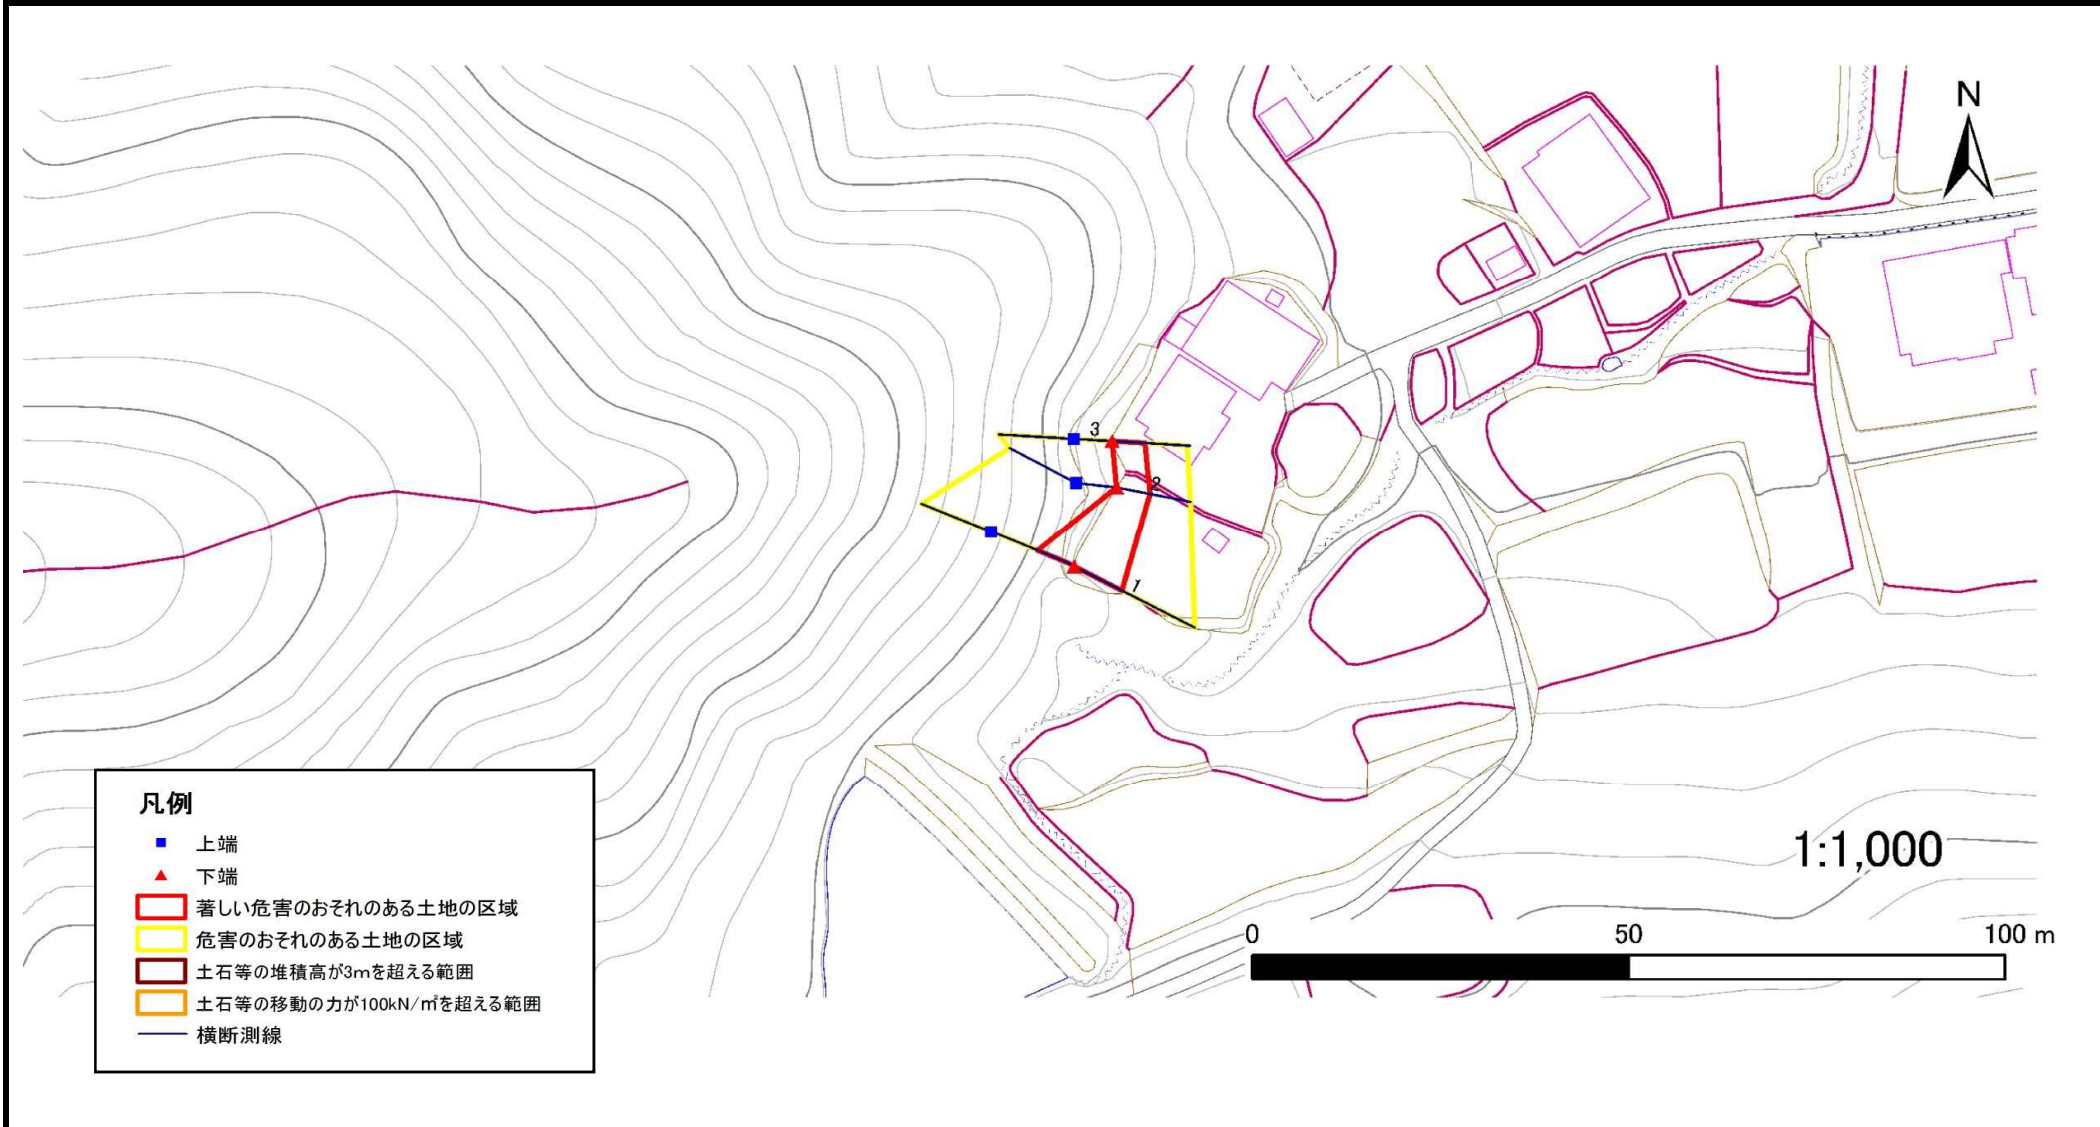 N
3
2
1
凡例
上端
下端
著しい危害のおそれのある土地の区域
危害のおそれのある土地の区域
土石等の堆積高が3mを超える範囲
土石等の移動の力が100kN/㎡を超える範囲
横断測線
1:1,000
0 50 100 m